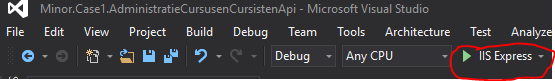 Minor.Case1.AdministratieCursusenCursistenApi - Microsoft Visual Studio
File Edit View Project Build Debug Team Tools Architecture Test Analyze
Debug Any CPU IIS Express